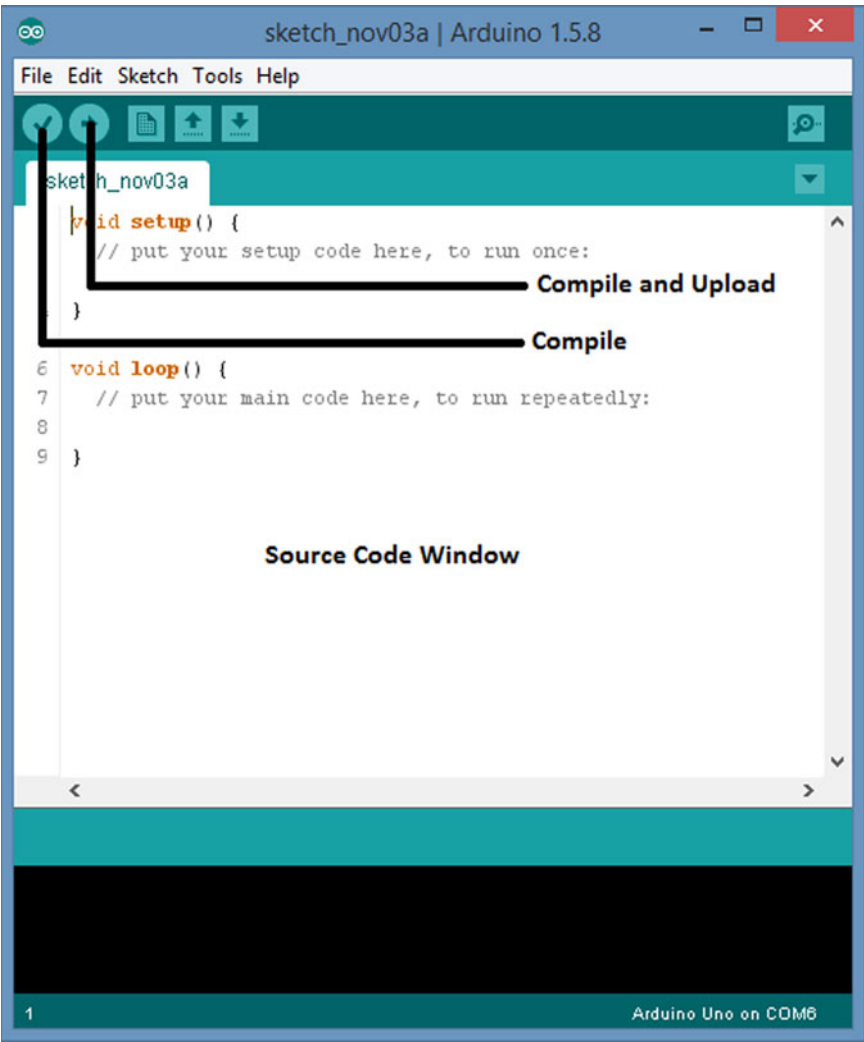 sketch_nov03a | Arduino 1.5.8
File Edit Sketch Tools Help
sketch_nov03a
void setup() {
// put your setup code here, to run once:
Compile and Upload
}
Compile
6 void loop() {
7 // put your main code here, to run repeatedly:
8
9 }
Source Code Window
1 Arduino Uno on COM6